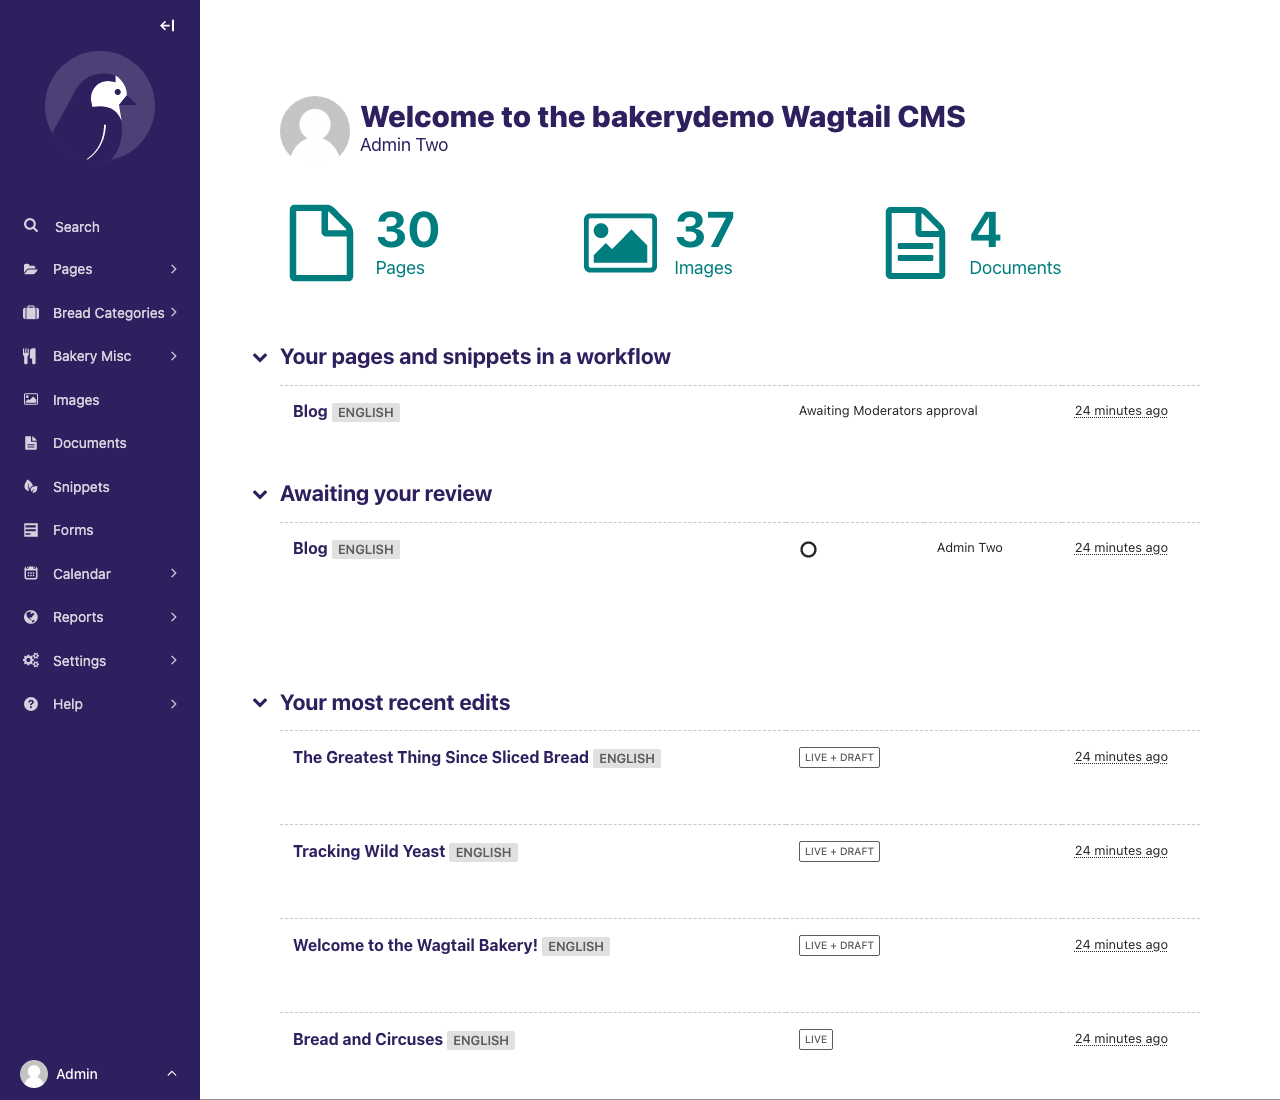 Search
Pages
Bread Categories
Bakery Misc
Images
Documents
Snippets
Forms
Calendar
Reports
Settings
Help
Admin
Welcome to the bakerydemo Wagtail CMS
Admin Two
30
Pages
37
Images
4
Documents
Your pages and snippets in a workflow
Blog ENGLISH Awaiting Moderators approval 24 minutes ago
Awaiting your review
Blog ENGLISH Admin Two 24 minutes ago
Your most recent edits
The Greatest Thing Since Sliced Bread ENGLISH LIVE + DRAFT 24 minutes ago
Tracking Wild Yeast ENGLISH LIVE + DRAFT 24 minutes ago
Welcome to the Wagtail Bakery! ENGLISH LIVE + DRAFT 24 minutes ago
Bread and Circuses ENGLISH LIVE 24 minutes ago